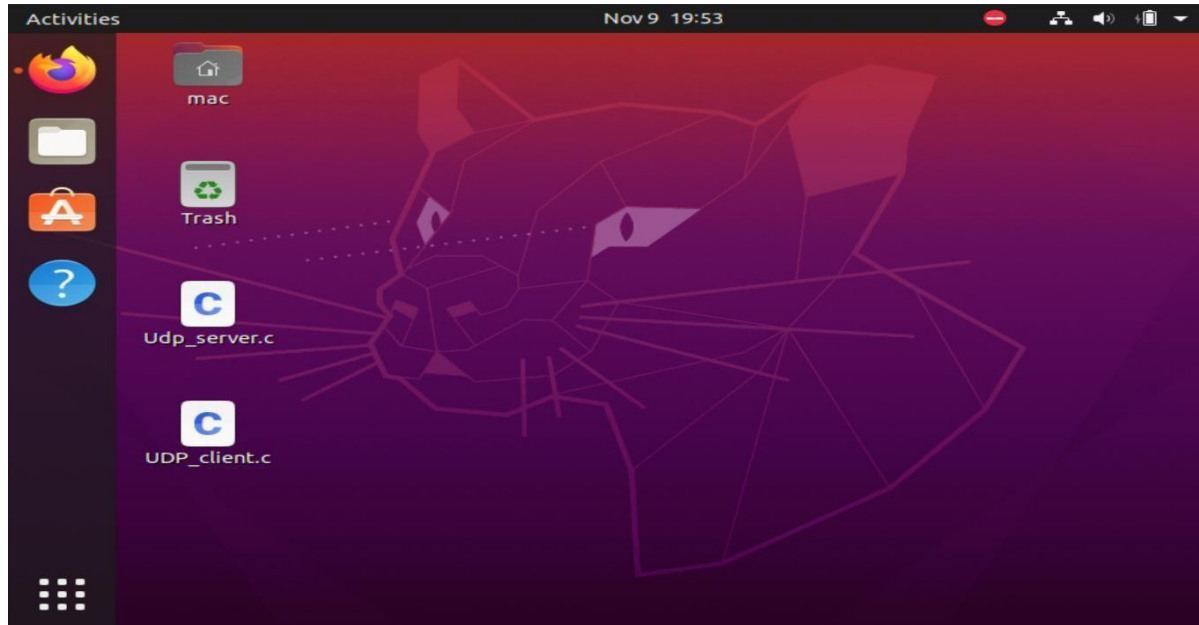 Activities
Nov 9 19:53
mac
Trash
Udp_server.c
UDP_client.c